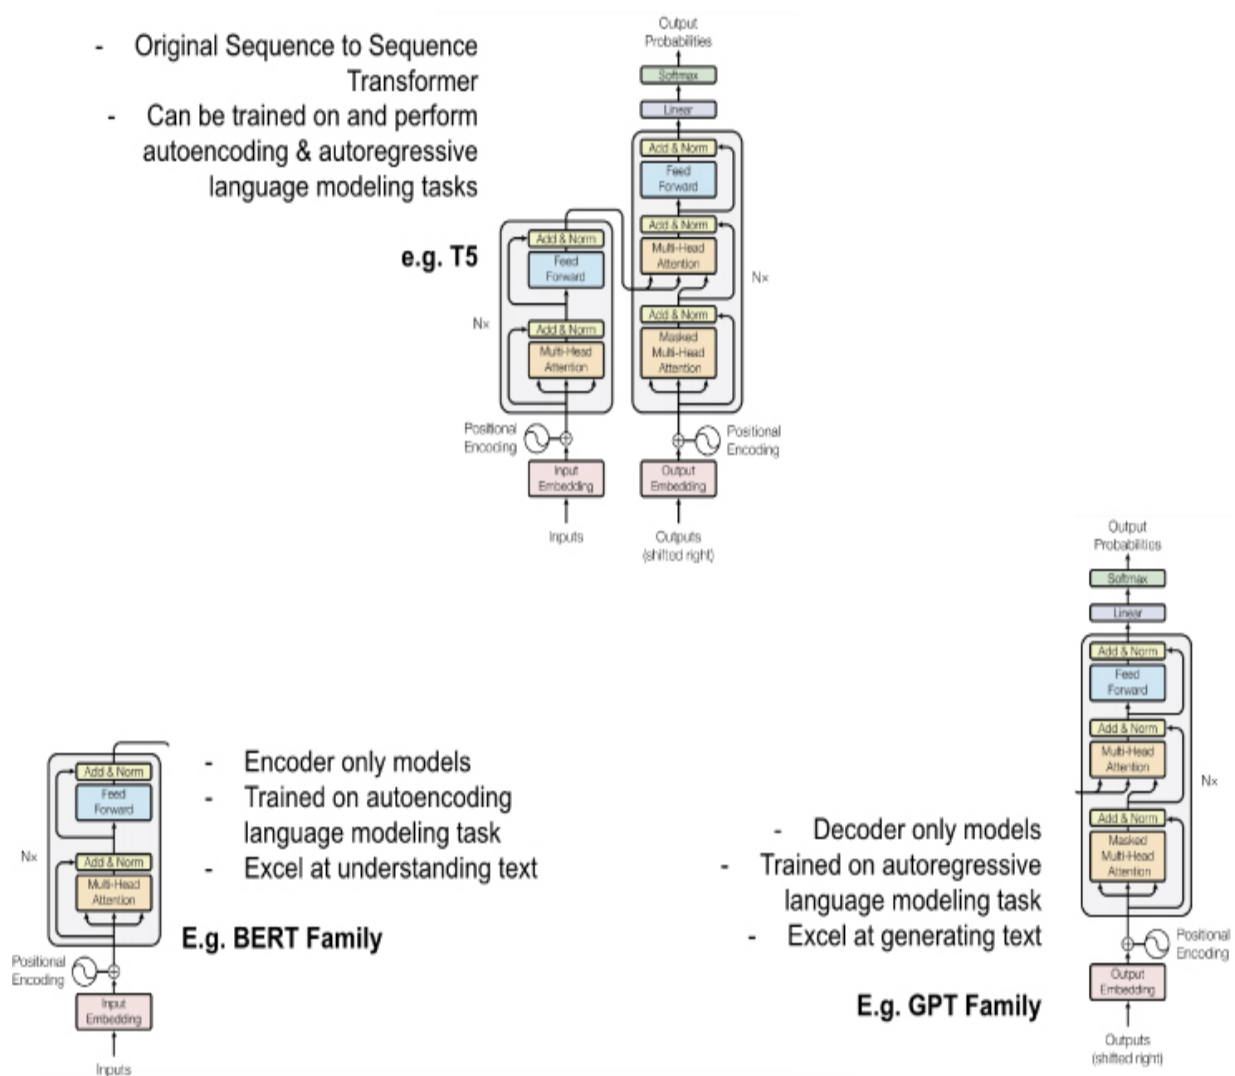 - Original Sequence to Sequence
Transformer
- Can be trained on and perform
autoencoding & autoregressive
language modeling tasks
e.g. T5
Output
Probabilities
Softmax
Linear
Add & Norm
Feed
Forward
Add & Norm
Multi-Head
Attention
Add & Norm
Masked
Multi-Head
Attention
Nx
Add & Norm
Feed
Forward
Nx
Add & Norm
Multi-Head
Attention
Positional
Encoding
Positional
Encoding
Input
Embedding
Output
Embedding
Inputs
Outputs
(shifted right)
Add & Norm
Feed
Forward
Nx
Add & Norm
Multi-Head
Attention
Positional
Encoding
Input
Embedding
Inputs
- Encoder only models
- Trained on autoencoding
language modeling task
- Excel at understanding text
E.g. BERT Family
- Decoder only models
- Trained on autoregressive
language modeling task
- Excel at generating text
E.g. GPT Family
Output
Probabilities
Softmax
Linear
Add & Norm
Feed
Forward
Add & Norm
Multi-Head
Attention
Nx
Add & Norm
Masked
Multi-Head
Attention
Positional
Encoding
Output
Embedding
Outputs
(shifted right)